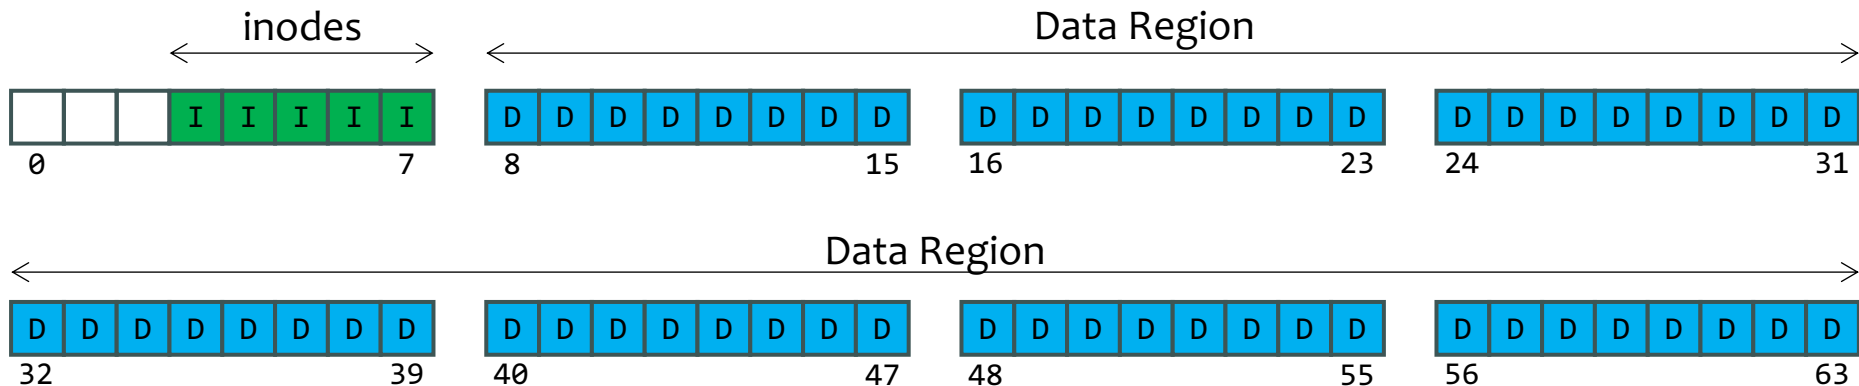 inodes Data Region
I I I I I D D D D D D D D D D D D D D D D D D D D D D D D
0 7 8 15 16 23 24 31
Data Region
D D D D D D D D D D D D D D D D D D D D D D D D D D D D D D D D
32 39 40 47 48 55 56 63